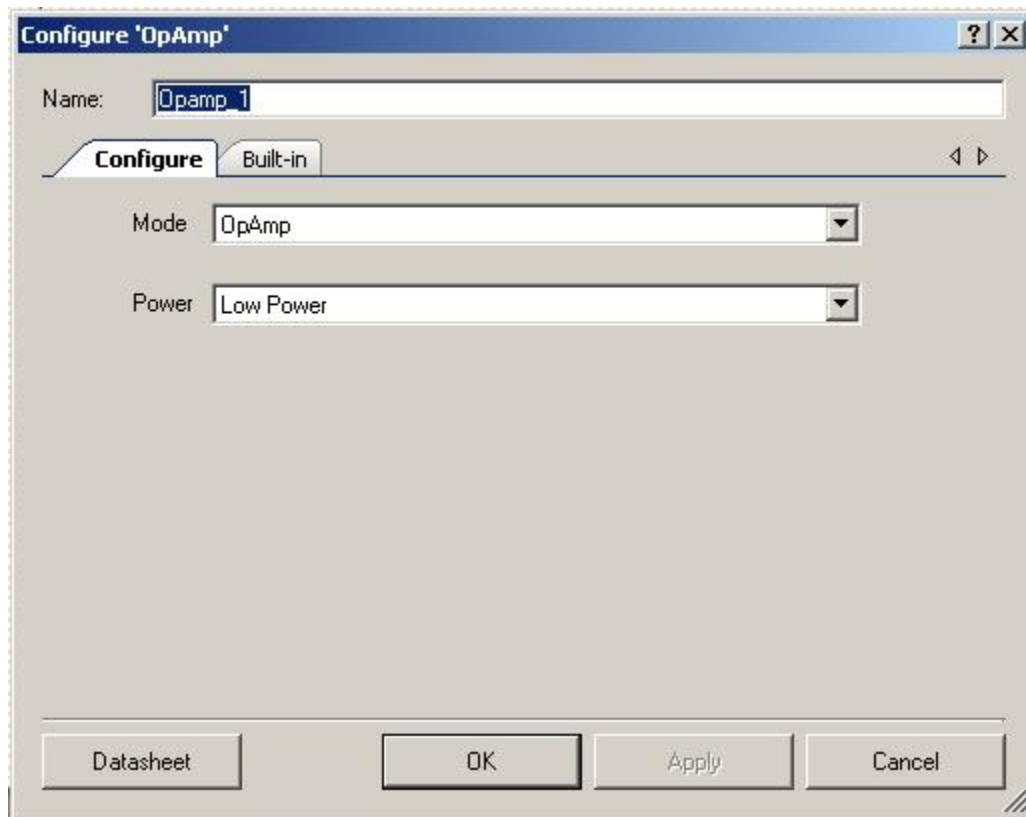 Configure 'OpAmp'
?
Name: Opamp_1
Configure Built-in
Mode OpAmp
Power Low Power
Datasheet OK Apply Cancel